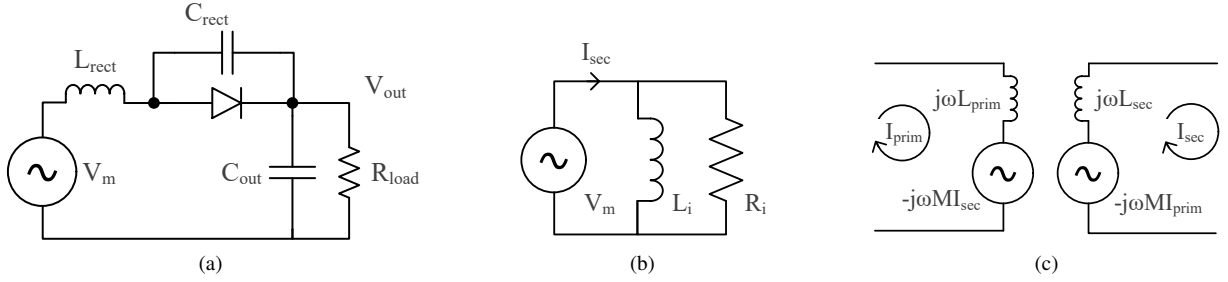 C_rect
L_rect
V_out
V_m
C_out
R_load
(a)
I_sec
V_m
L_i
R_i
(b)
jωL_prim
jωL_sec
I_prim
I_sec
-jωMI_sec
-jωMI_prim
(c)